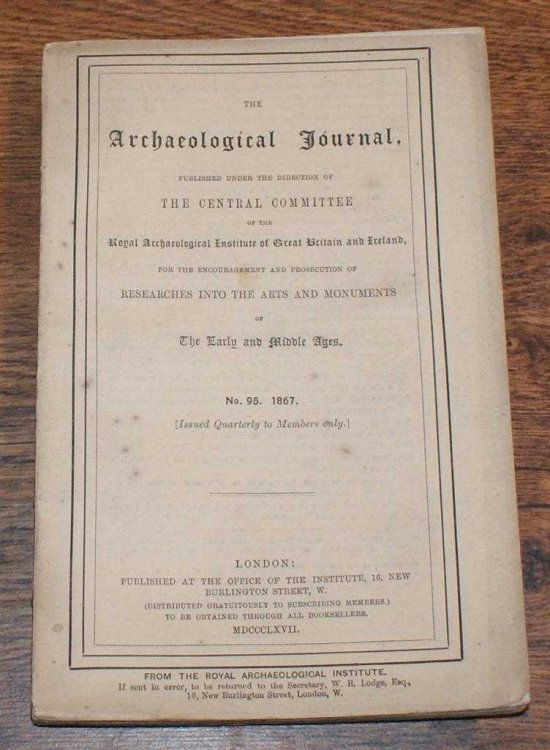 THE
Archaeological Journal,
PUBLISHED UNDER THE DIRECTION OF
THE CENTRAL COMMITTEE
OF THE
Royal Archaeological Institute of Great Britain and Ireland,
FOR THE ENCOURAGEMENT AND PROSECUTION OF
RESEARCHES INTO THE ARTS AND MONUMENTS
OF
The Early and Middle Ages.
No. 95. 1867.
[Issued Quarterly to Members only.]
LONDON:
PUBLISHED AT THE OFFICE OF THE INSTITUTE, 16, NEW
BURLINGTON STREET, W.
(DISTRIBUTED GRATUITOUSLY TO SUBSCRIBING MEMBERS.)
TO BE OBTAINED THROUGH ALL BOOKSELLERS.
MDCCCLXVII.
FROM THE ROYAL ARCHAEOLOGICAL INSTITUTE.
If sent in error, to be returned to the Secretary, W. R. Lodge, Esq.,
16, New Burlington Street, London, W.